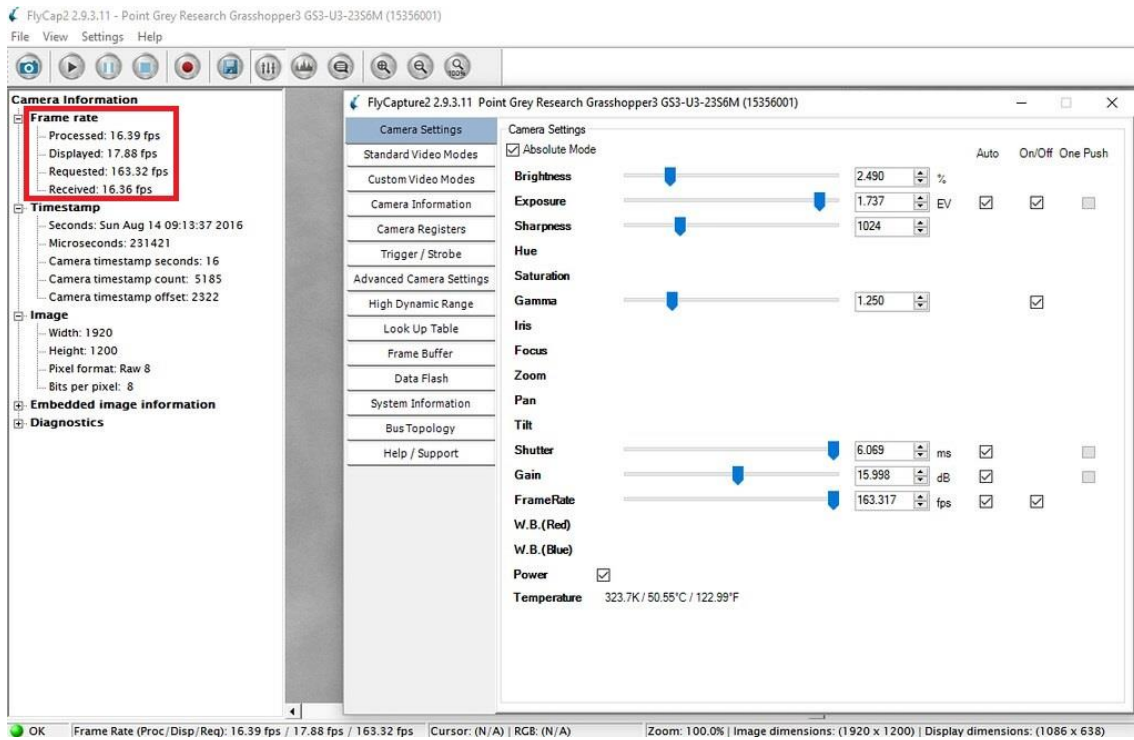 FlyCap2 2.9.3.11 - Point Grey Research Grasshopper3 GS3-U3-23S6M (15356001)
File View Settings Help
Camera Information
Frame rate
Processed: 16.39 fps
Displayed: 17.88 fps
Requested: 163.32 fps
Received: 16.36 fps
Timestamp
Seconds: Sun Aug 14 09:13:37 2016
Microseconds: 231421
Camera timestamp seconds: 16
Camera timestamp count: 5185
Camera timestamp offset: 2322
Image
Width: 1920
Height: 1200
Pixel format: Raw 8
Bits per pixel: 8
Embedded image information
Diagnostics
FlyCapture2 2.9.3.11 Point Grey Research Grasshopper3 GS3-U3-23S6M (15356001)
Camera Settings
Standard Video Modes
Custom Video Modes
Camera Information
Camera Registers
Trigger / Strobe
Advanced Camera Settings
High Dynamic Range
Look Up Table
Frame Buffer
Data Flash
System Information
Bus Topology
Help / Support
Camera Settings
Absolute Mode
Auto On/Off One Push
Brightness 2.490 %
Exposure 1.737 EV
Sharpness 1024
Hue
Saturation
Gamma 1.250
Iris
Focus
Zoom
Pan
Tilt
Shutter 6.069 ms
Gain 15.998 dB
FrameRate 163.317 fps
W.B.(Red)
W.B.(Blue)
Power
Temperature 323.7K / 50.55°C / 122.99°F
OK Frame Rate (Proc/Disp/Req): 16.39 fps / 17.88 fps / 163.32 fps Cursor: (N/A) | RGB: (N/A) Zoom: 100.0% | Image dimensions: (1920 x 1200) | Display dimensions: (1086 x 638)